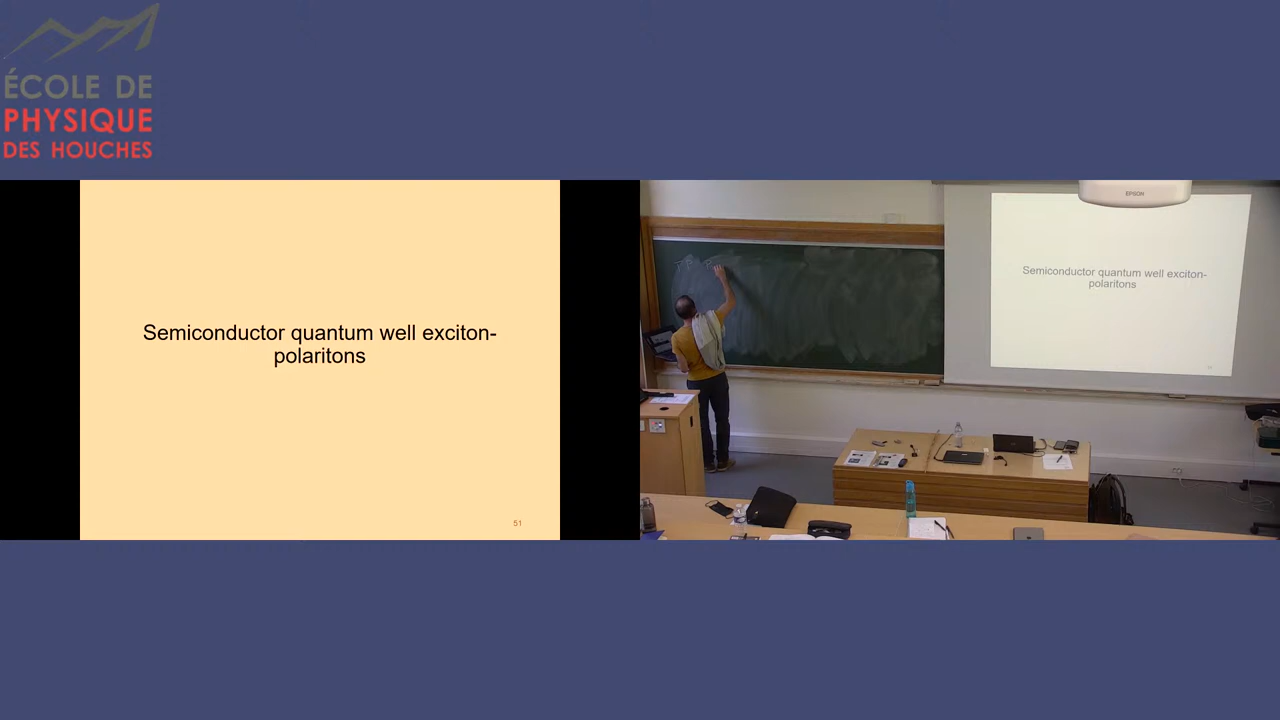 ÉCOLE DE
PHYSIQUE
DES HOUCHES
Semiconductor quantum well exciton-
polaritons
51
EPSON
Semiconductor quantum well exciton-
polaritons